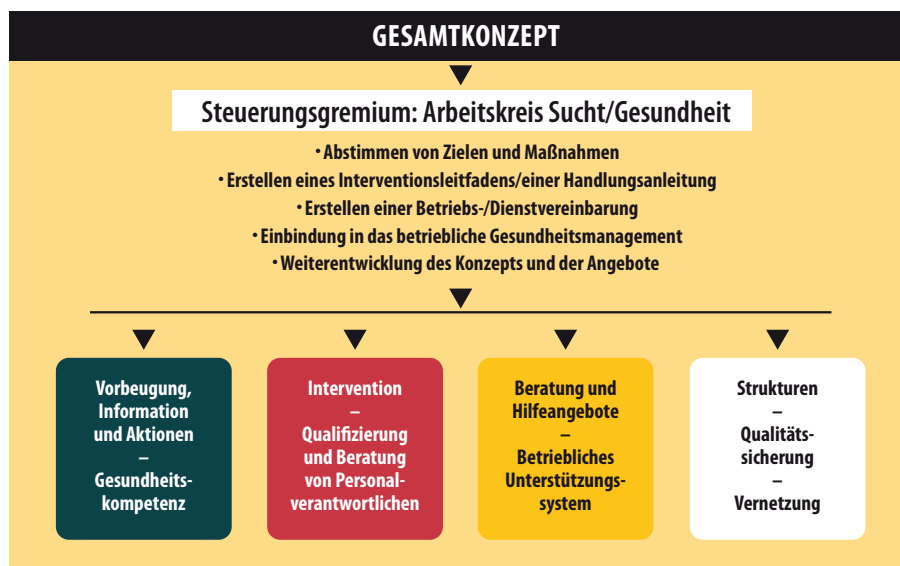 GESAMTKONZEPT
Steuerungsgremium: Arbeitskreis Sucht/Gesundheit
• Abstimmen von Zielen und Maßnahmen
• Erstellen eines Interventionsleitfadens/einer Handlungsanleitung
• Erstellen einer Betriebs-/Dienstvereinbarung
• Einbindung in das betriebliche Gesundheitsmanagement
• Weiterentwicklung des Konzepts und der Angebote
Vorbeugung,
Information
und Aktionen
–
Gesundheits-
kompetenz
Intervention
–
Qualifizierung
und Beratung
von Personal-
verantwortlichen
Beratung und
Hilfeangebote
–
Betriebliches
Unterstützungs-
system
Strukturen
–
Qualitäts-
sicherung
–
Vernetzung